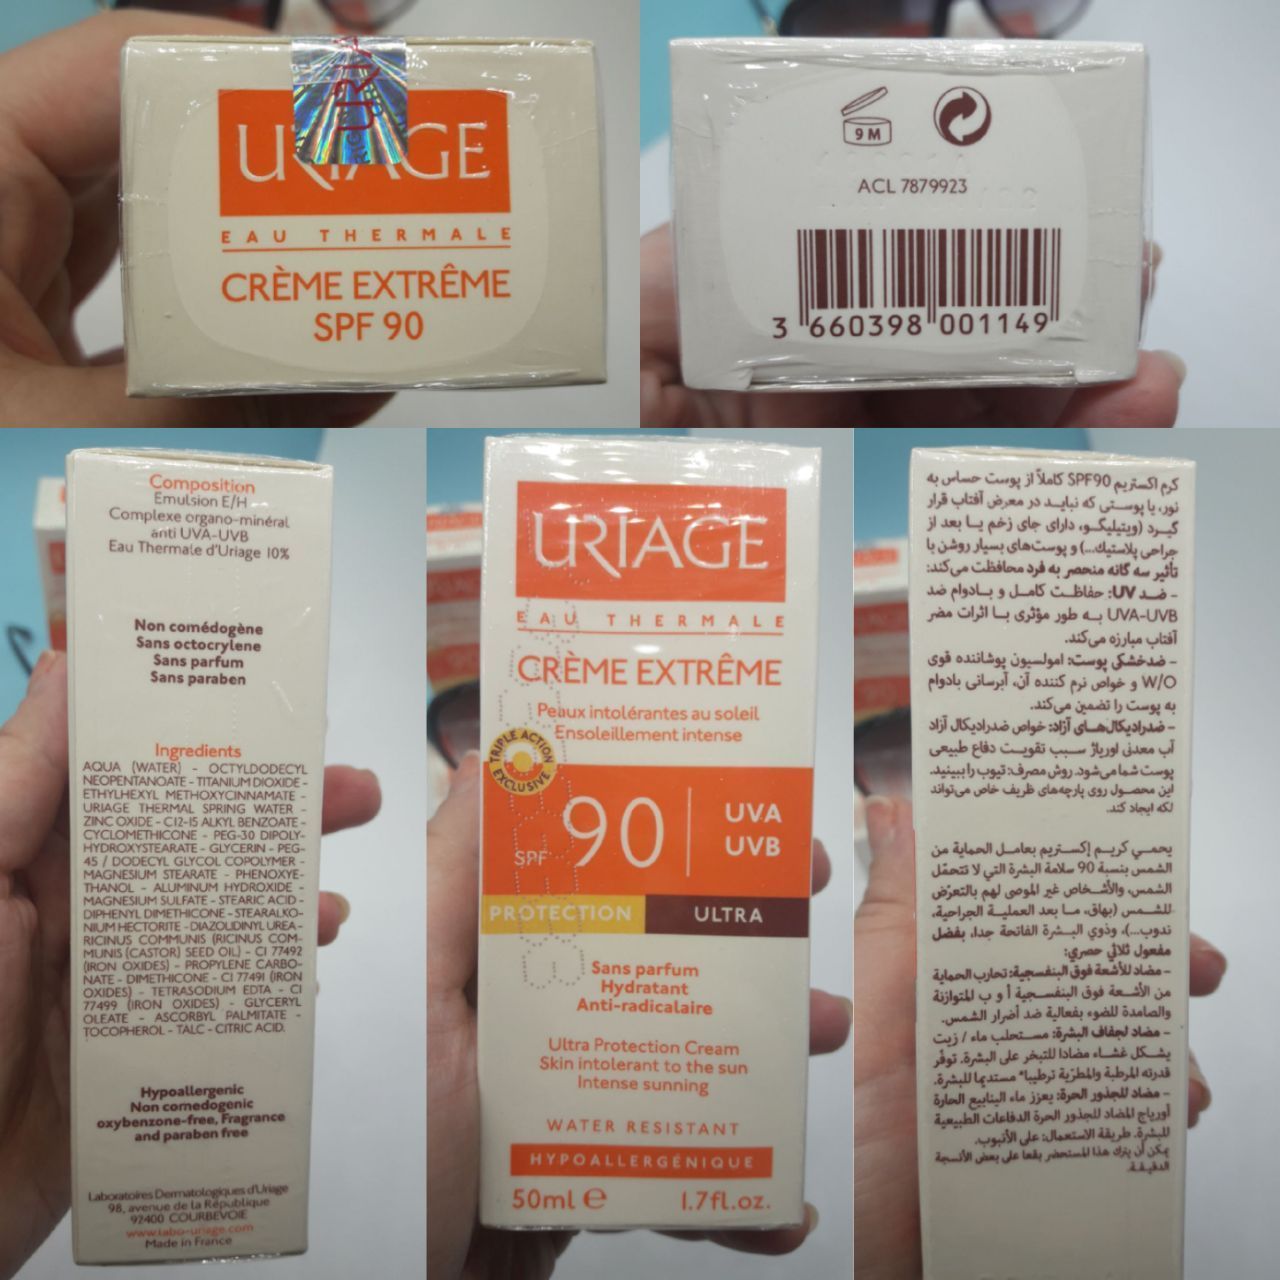 URIAGE
EAU THERMALE
CRÈME EXTRÊME
SPF 90
9 M
ACL 7879923
3 660398 001149
Composition
Emulsion E/H
Complexe organo-minéral
anti UVA-UVB
Eau Thermale d'Uriage 10%
Non comédogène
Sans octocrylene
Sans parfum
Sans paraben
Ingredients
AQUA (WATER) - OCTYLDODECYL
NEOPENTANOATE - TITANIUM DIOXIDE -
ETHYLHEXYL METHOXYCINNAMATE -
URIAGE THERMAL SPRING WATER -
ZINC OXIDE - C12-15 ALKYL BENZOATE -
CYCLOMETHICONE - PEG-30 DIPOLY-
HYDROXYSTEARATE - GLYCERIN - PEG-
45 / DODECYL GLYCOL COPOLYMER -
MAGNESIUM STEARATE - PHENOXYE-
THANOL - ALUMINUM HYDROXIDE -
MAGNESIUM SULFATE - STEARIC ACID -
DIPHENYL DIMETHICONE - STEARALKO-
NIUM HECTORITE - DIAZOLIDINYL UREA -
RICINUS COMMUNIS (RICINUS COM-
MUNIS (CASTOR) SEED OIL) - CI 77492
(IRON OXIDES) - PROPYLENE CARBO-
NATE - DIMETHICONE - CI 77491 (IRON
OXIDES) - TETRASODIUM EDTA - CI
77499 (IRON OXIDES) - GLYCERYL
OLEATE - ASCORBYL PALMITATE -
TOCOPHEROL - TALC - CITRIC ACID.
Hypoallergenic
Non comedogenic
oxybenzone-free, Fragrance
and paraben free
Laboratoires Dermatologiques d'Uriage
98, avenue de la République
92400 COURBEVOIE
www.labo-uriage.com
Made in France
URIAGE
EAU THERMALE
CRÈME EXTRÊME
Peaux intolérantes au soleil
Ensoleillement intense
TRIPLE ACTION
EXCLUSIVE
SPF 90
UVA
UVB
PROTECTION ULTRA
Sans parfum
Hydratant
Anti-radicalaire
Ultra Protection Cream
Skin intolerant to the sun
Intense sunning
WATER RESISTANT
HYPOALLERGÉNIQUE
50ml e 1.7fl.oz.
کرم اکستریم SPF90 کاملاً از پوست حساس به
نور، یا پوستی که نباید در معرض آفتاب قرار
گیرد (ویتیلیگو، دارای جای زخم یا بعد از
جراحی پلاستیك...) و پوست‌های بسیار روشن با
تأثیر سه گانه منحصر به فرد محافظت می‌کند:
- ضد UV: حفاظت کامل و بادوام ضد
UVA-UVB به طور مؤثری با اثرات مضر
آفتاب مبارزه می‌کند.
- ضدخشکی پوست: امولسیون پوشاننده قوی
W/O و خواص نرم کننده آن، آبرسانی بادوام
به پوست را تضمین می‌کند.
- ضدرادیکال‌های آزاد: خواص ضدرادیکال آزاد
آب معدنی اوریاژ سبب تقویت دفاع طبیعی
پوست شما می‌شود. روش مصرف: تیوب را ببینید.
این محصول روی پارچه‌های ظریف خاص می‌تواند
لکه ایجاد کند.
يحمي كريم إكستريم بعامل الحماية من
الشمس بنسبة 90 سلامة البشرة التي لا تتحمّل
الشمس، والأشخاص غير الموصى لهم بالتعرّض
للشمس (بهاق، ما بعد العملية الجراحية،
ندوب...)، وذوي البشرة الفاتحة جدا، بفضل
مفعول ثلاثي حصري:
- مضاد للأشعة فوق البنفسجية: تحارب الحماية
من الأشعة فوق البنفسجية أ و ب المتوازنة
والصامدة للضوء بفعالية ضد أضرار الشمس.
- مضاد لجفاف البشرة: مستحلب ماء / زيت
يشكل غشاء مضادا للتبخر على البشرة. توفّر
قدرته المرطبة والمطرّية ترطيبا* مستديما للبشرة.
- مضاد للجذور الحرة: يعزز ماء الينابيع الحارة
أورياج المضاد للجذور الحرة الدفاعات الطبيعية
للبشرة. طريقة الاستعمال: على الأنبوب.
يمكن أن يترك هذا المستحضر بقعا على بعض الأنسجة
الدقيقة.